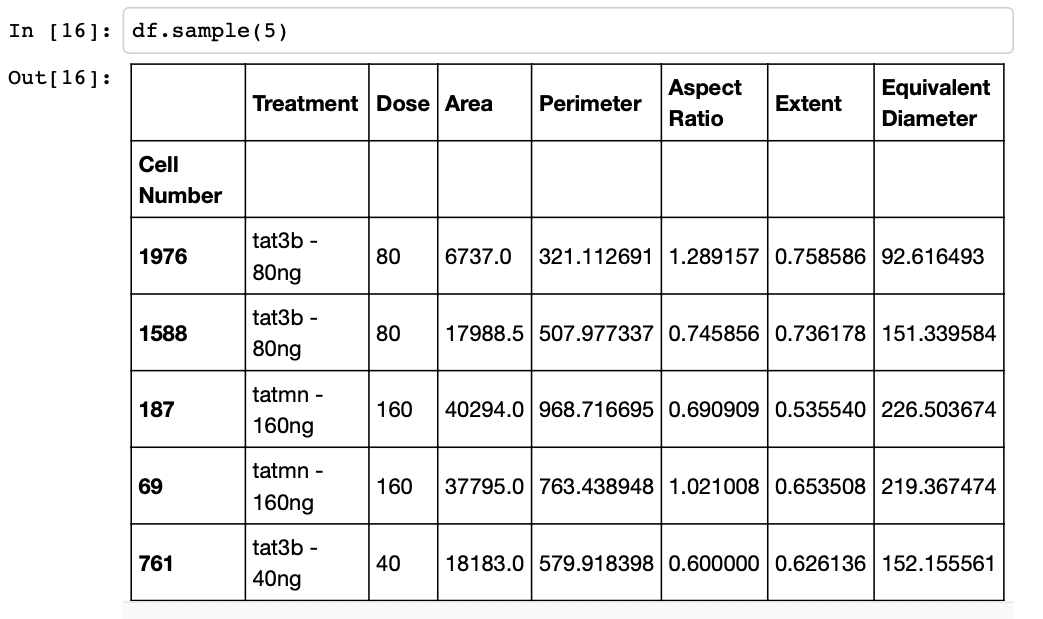 In [16]: df.sample(5)
Out[16]:
Treatment Dose Area Perimeter Aspect Ratio Extent Equivalent Diameter
Cell Number
1976 tat3b - 80ng 80 6737.0 321.112691 1.289157 0.758586 92.616493
1588 tat3b - 80ng 80 17988.5 507.977337 0.745856 0.736178 151.339584
187 tatmn - 160ng 160 40294.0 968.716695 0.690909 0.535540 226.503674
69 tatmn - 160ng 160 37795.0 763.438948 1.021008 0.653508 219.367474
761 tat3b - 40ng 40 18183.0 579.918398 0.600000 0.626136 152.155561